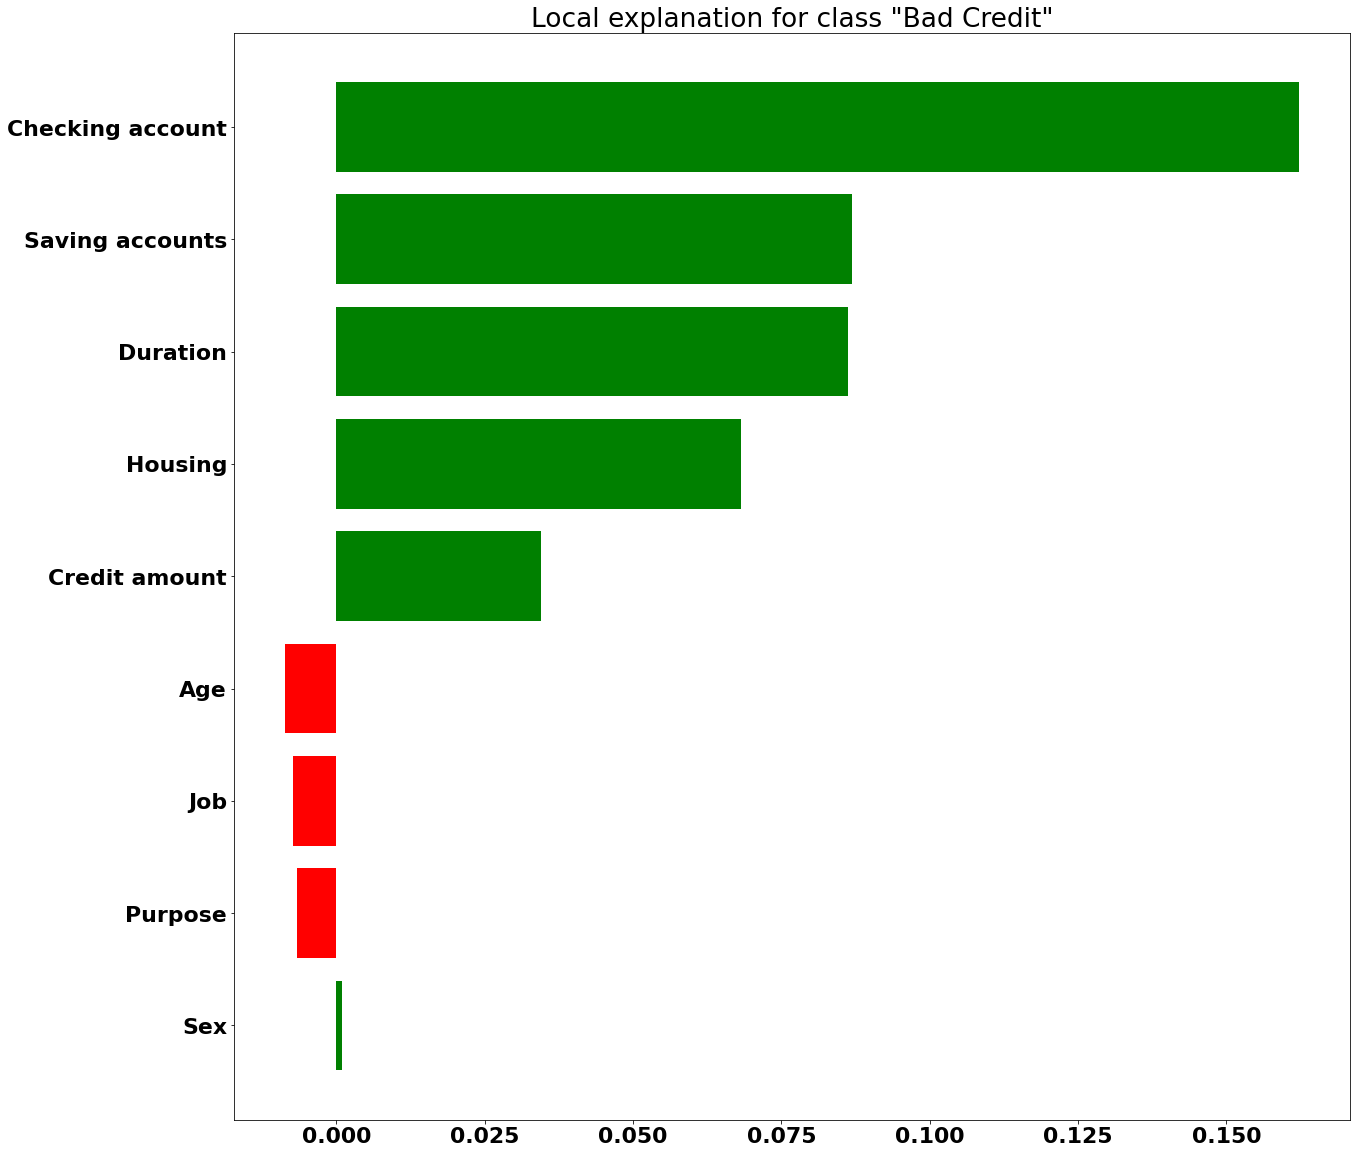 Local explanation for class "Bad Credit"
Checking account
Saving accounts
Duration
Housing
Credit amount
Age
Job
Purpose
Sex
0.000 0.025 0.050 0.075 0.100 0.125 0.150